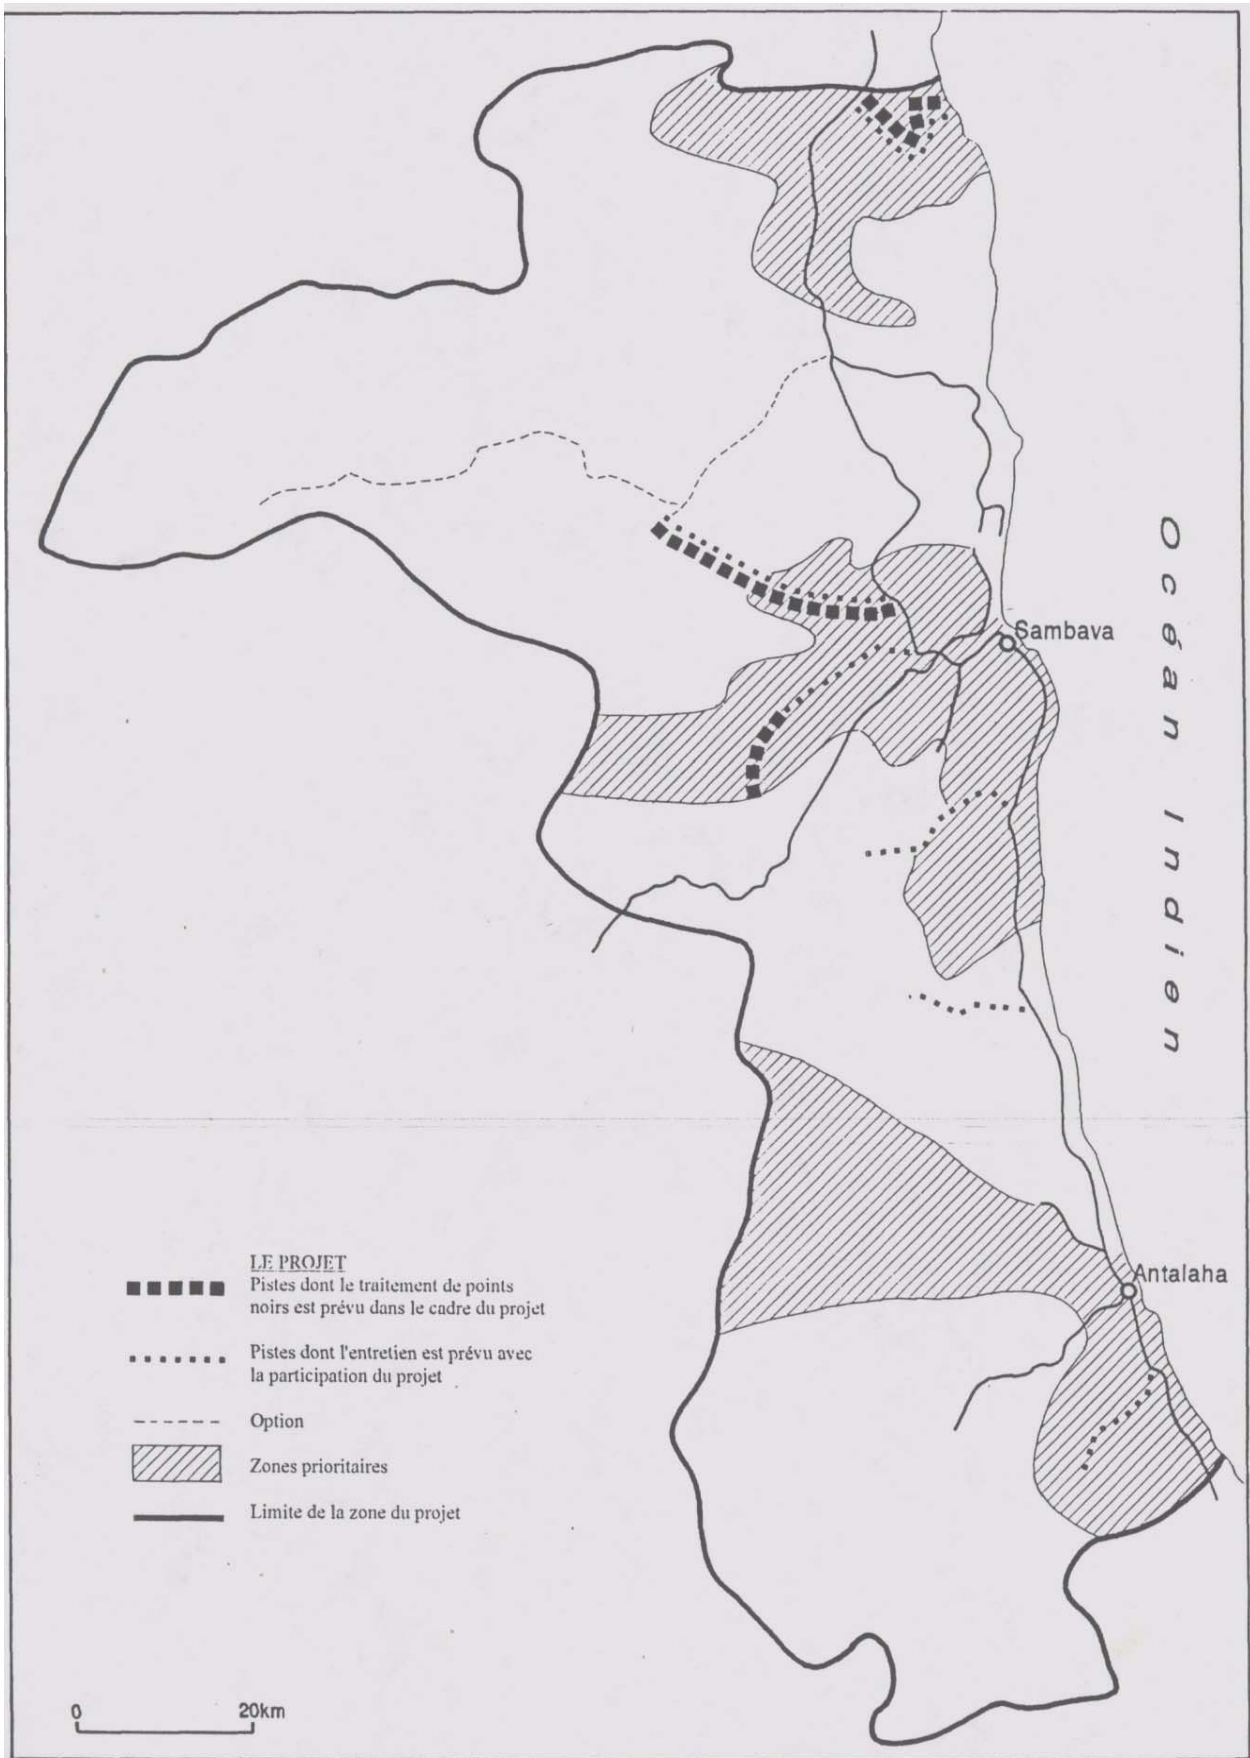 Sambava
Océan Indien
Antalaha
LE PROJET
Pistes dont le traitement de points
noirs est prévu dans le cadre du projet
Pistes dont l'entretien est prévu avec
la participation du projet
Option
Zones prioritaires
Limite de la zone du projet
0 20km